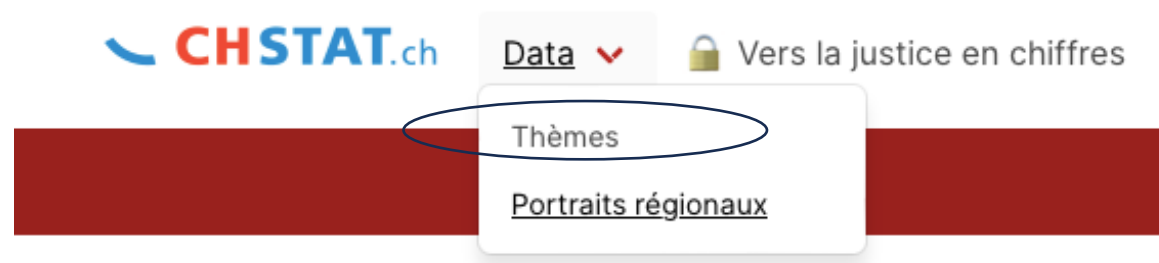 CHSTAT.ch Data Vers la justice en chiffres
Thèmes
Portraits régionaux